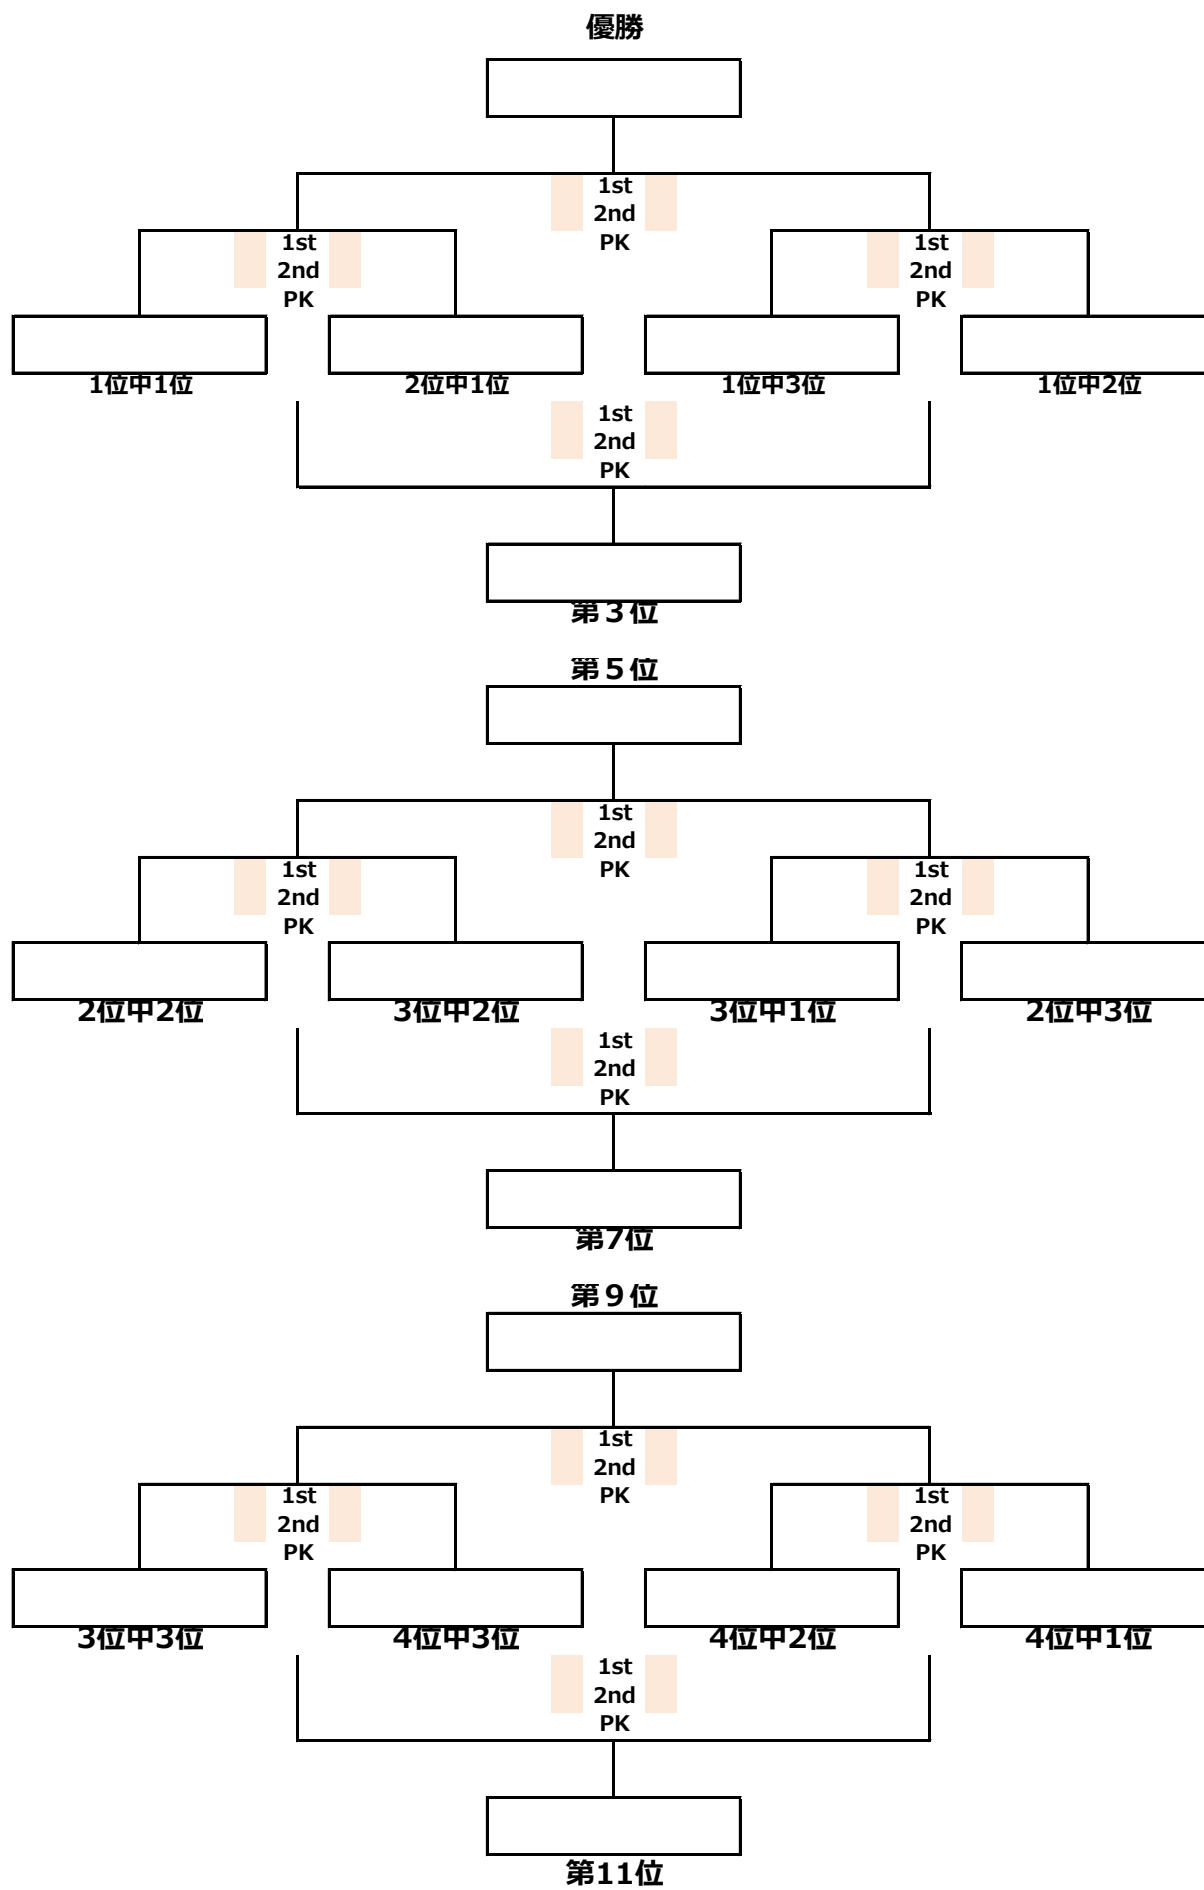 優勝
1st
2nd
PK
1st
2nd
PK
1st
2nd
PK
1位中1位
2位中1位
1位中3位
1位中2位
1st
2nd
PK
第３位
第５位
1st
2nd
PK
1st
2nd
PK
1st
2nd
PK
2位中2位
3位中2位
3位中1位
2位中3位
1st
2nd
PK
第7位
第９位
1st
2nd
PK
1st
2nd
PK
1st
2nd
PK
3位中3位
4位中3位
4位中2位
4位中1位
1st
2nd
PK
第11位